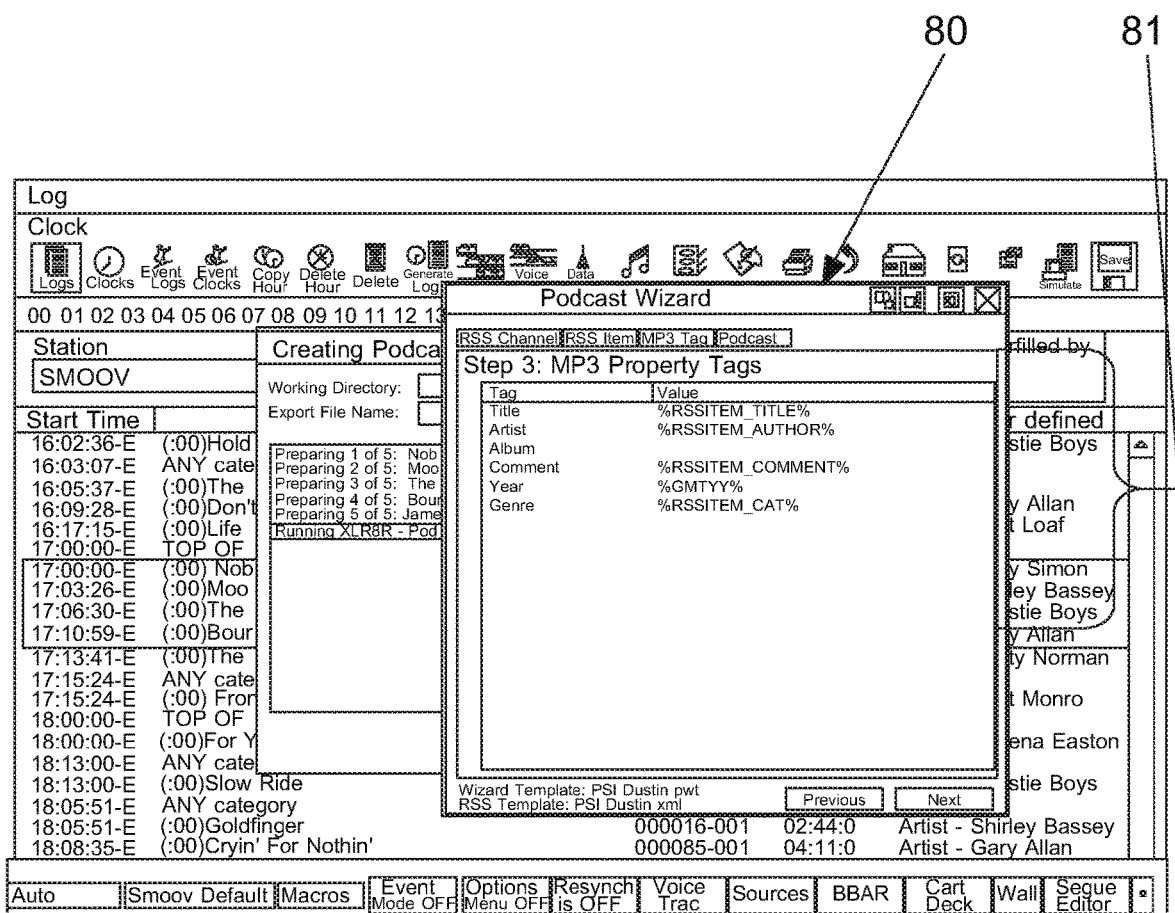 80 81
Log
Clock
Logs Clocks Event Logs Event Clocks Copy Hour Delete Hour Delete Generate Log Voice Data Simulate Save
00 01 02 03 04 05 06 07 08 09 10 11 12 13
Station
SMOOV
Creating Podca
Working Directory:
Export File Name:
Preparing 1 of 5: Nob
Preparing 2 of 5: Moo
Preparing 3 of 5: The
Preparing 4 of 5: Bour
Preparing 5 of 5: Jame
Running XLR8R - Pod
Podcast Wizard
RSS Channel RSS Item MP3 Tag Podcast
Step 3: MP3 Property Tags
Tag Value
Title %RSSITEM_TITLE%
Artist %RSSITEM_AUTHOR%
Album
Comment %RSSITEM_COMMENT%
Year %GMTYY%
Genre %RSSITEM_CAT%
Wizard Template: PSI Dustin pwt
RSS Template: PSI Dustin xml
Previous Next
rfilled by
r defined
Start Time
16:02:36-E (:00)Hold stie Boys
16:03:07-E ANY cate
16:05:37-E (:00)The
16:09:28-E (:00)Don't y Allan
16:17:15-E (:00)Life t Loaf
17:00:00-E TOP OF
17:00:00-E (:00) Nob y Simon
17:03:26-E (:00)Moo ley Bassey
17:06:30-E (:00)The stie Boys
17:10:59-E (:00)Bour y Allan
17:13:41-E (:00)The ty Norman
17:15:24-E ANY cate
17:15:24-E (:00) Fror t Monro
18:00:00-E TOP OF
18:00:00-E (:00)For Y ena Easton
18:13:00-E ANY cate
18:13:00-E (:00)Slow Ride stie Boys
18:05:51-E ANY category
18:05:51-E (:00)Goldfinger 000016-001 02:44:0 Artist - Shirley Bassey
18:08:35-E (:00)Cryin' For Nothin' 000085-001 04:11:0 Artist - Gary Allan
Auto Smoov Default Macros Event Mode OFF Options Menu OFF Resynch is OFF Voice Trac Sources BBAR Cart Deck Wall Segue Editor